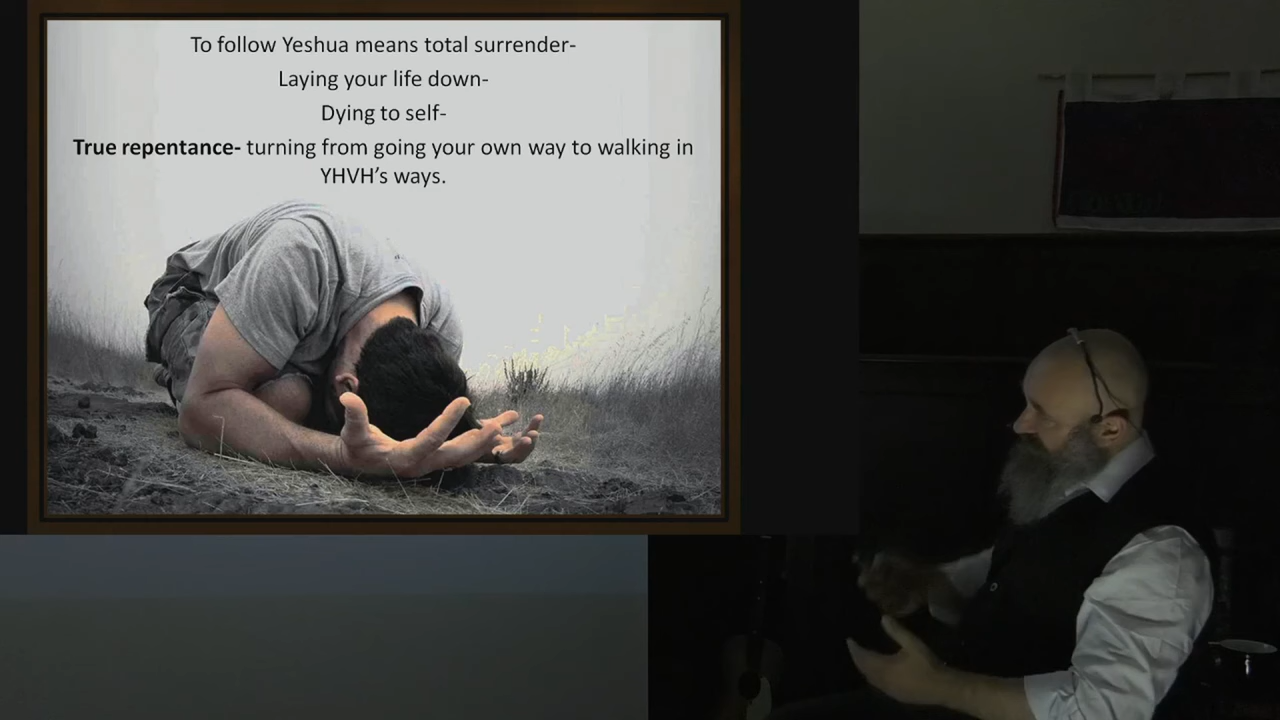 To follow Yeshua means total surrender-
Laying your life down-
Dying to self-
True repentance- turning from going your own way to walking in
YHVH's ways.